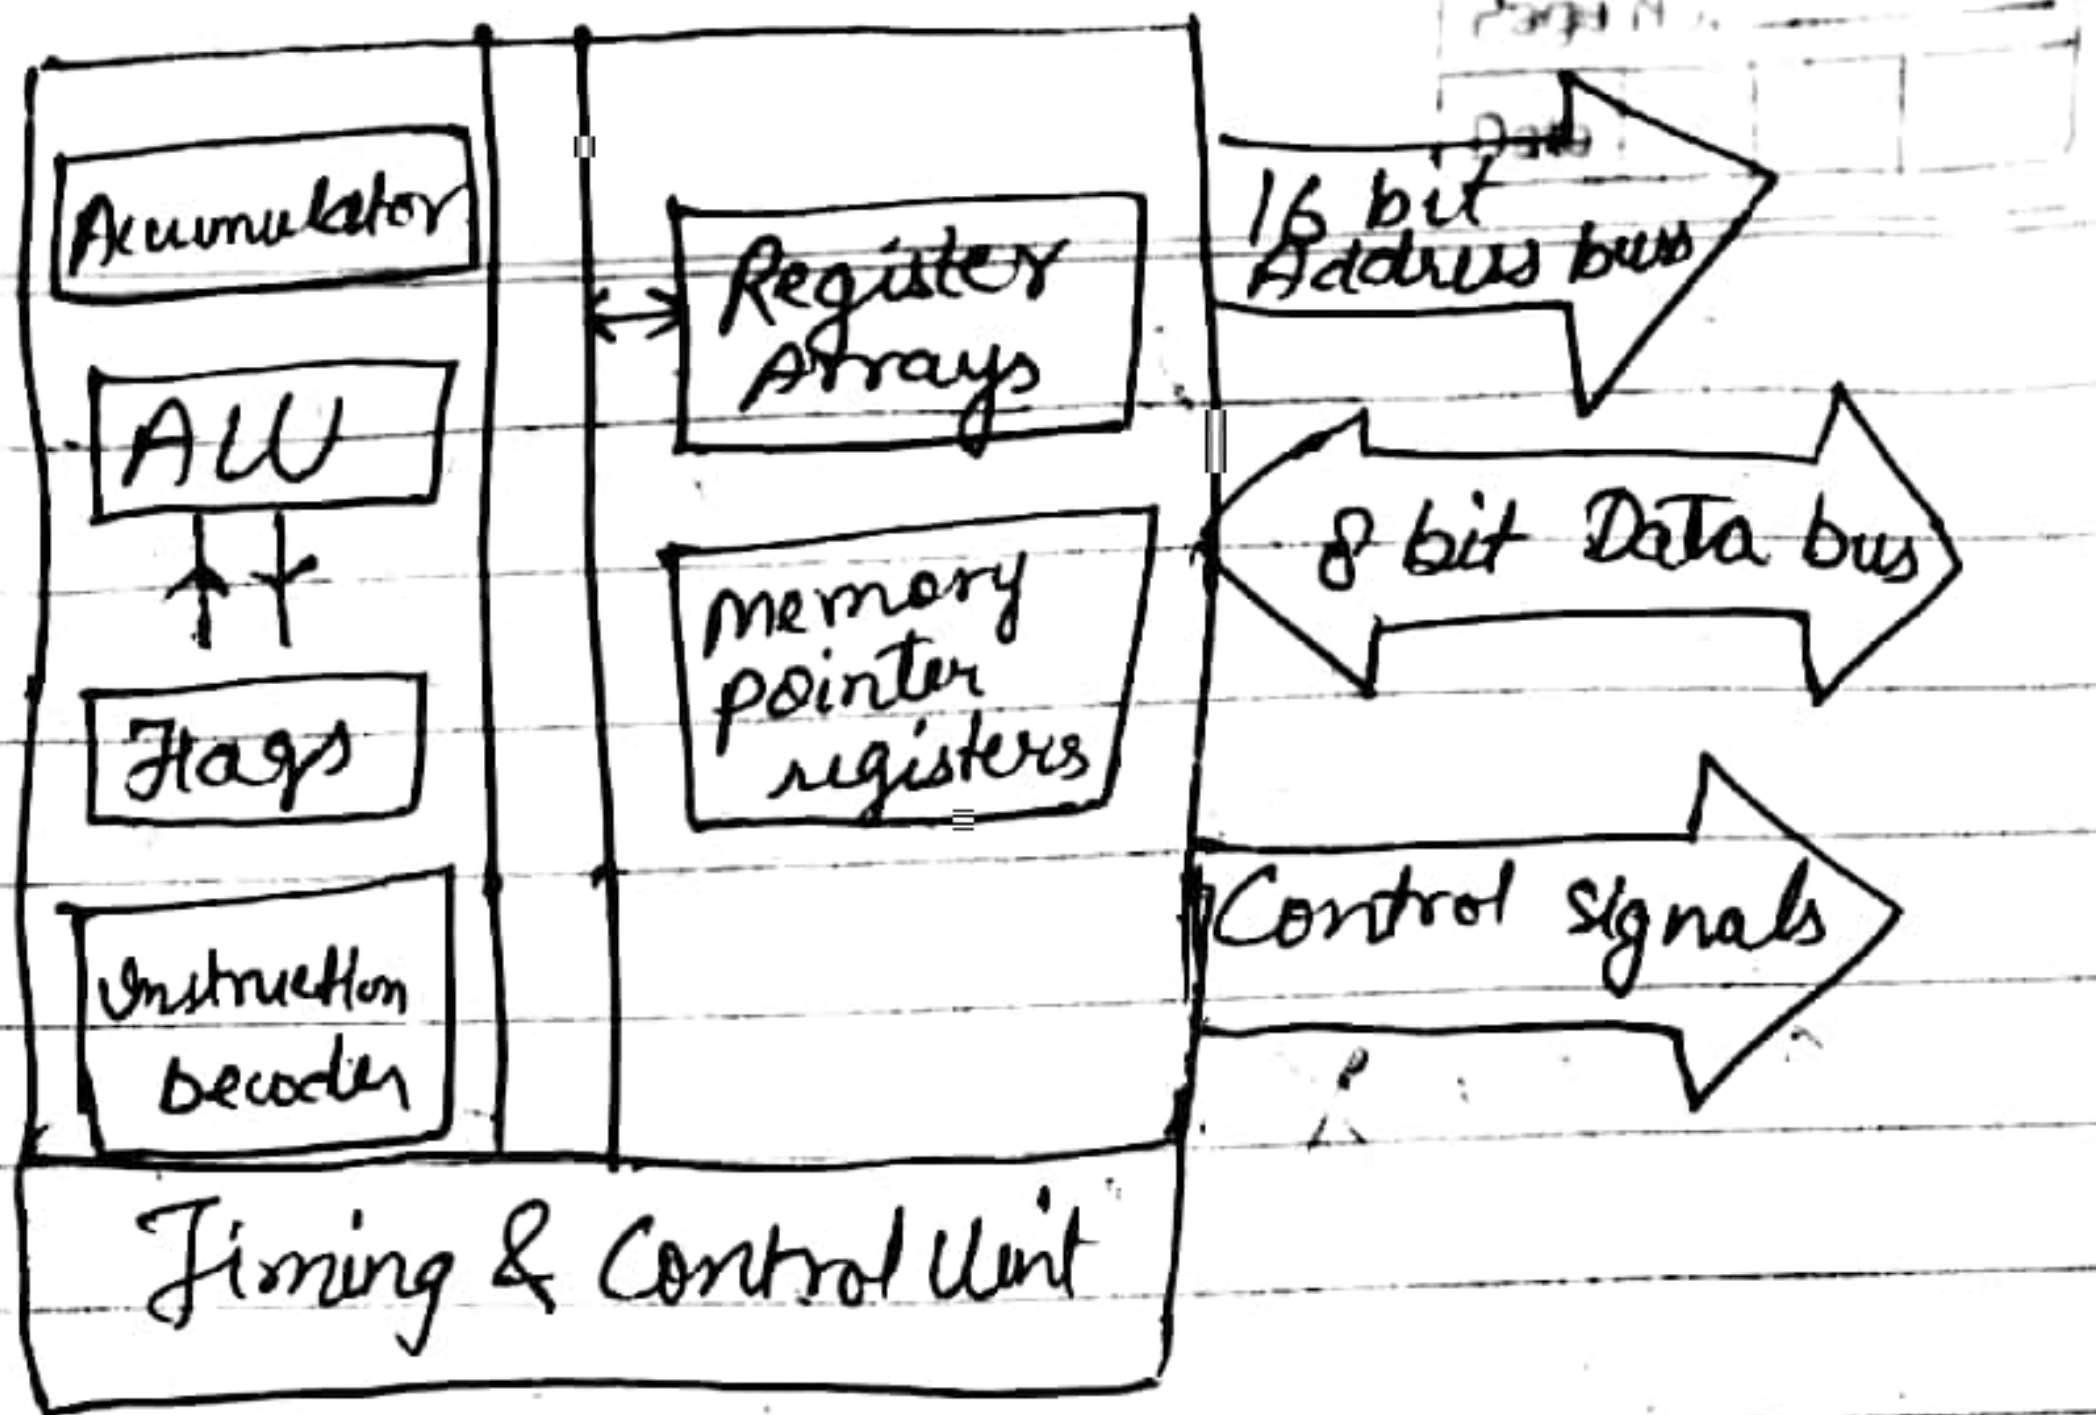 Accumulator
ALU
Flags
Instruction
Decoder
Register
Arrays
Memory
pointer
registers
Timing & Control Unit
16 bit
Address bus
8 bit Data bus
Control signals